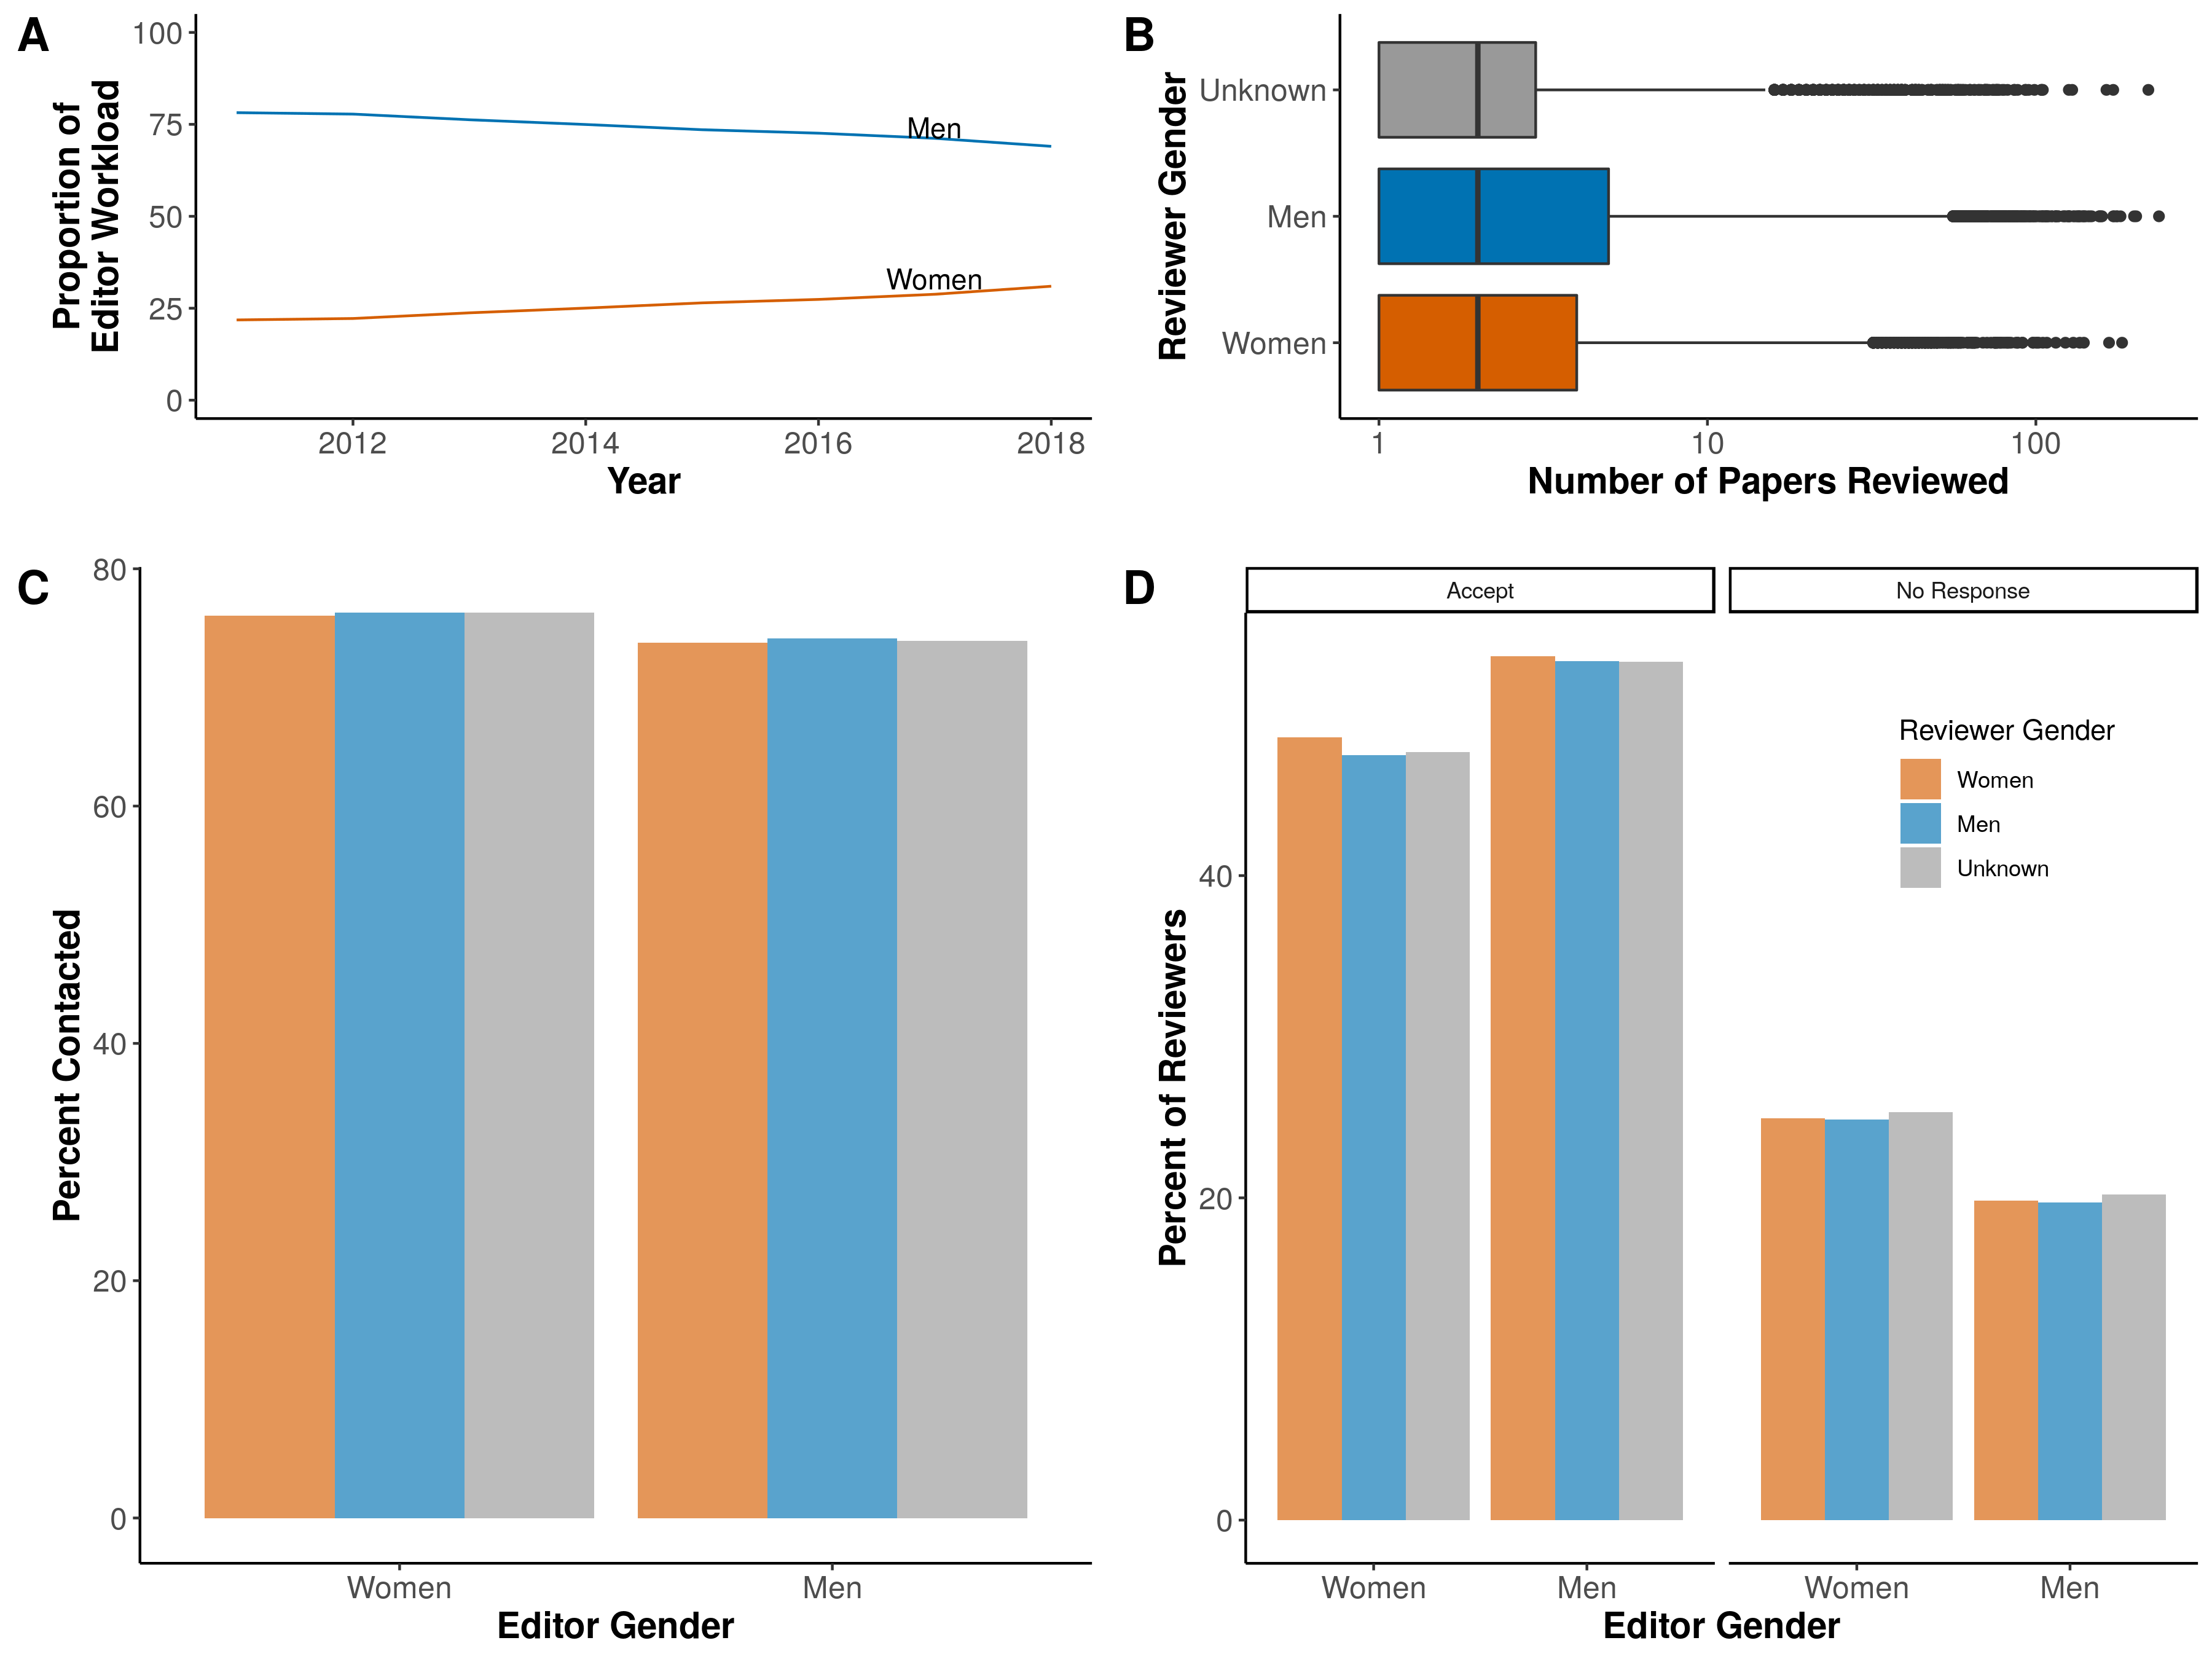 A
Proportion of
Editor Workload
100
75
50
25
0
Men
Women
2012 2014 2016 2018
Year
B
Reviewer Gender
Unknown
Men
Women
1 10 100
Number of Papers Reviewed
C
Percent Contacted
80
60
40
20
0
Women Men
Editor Gender
D
Percent of Reviewers
Accept No Response
40
20
0
Reviewer Gender
Women
Men
Unknown
Women Men Women Men
Editor Gender